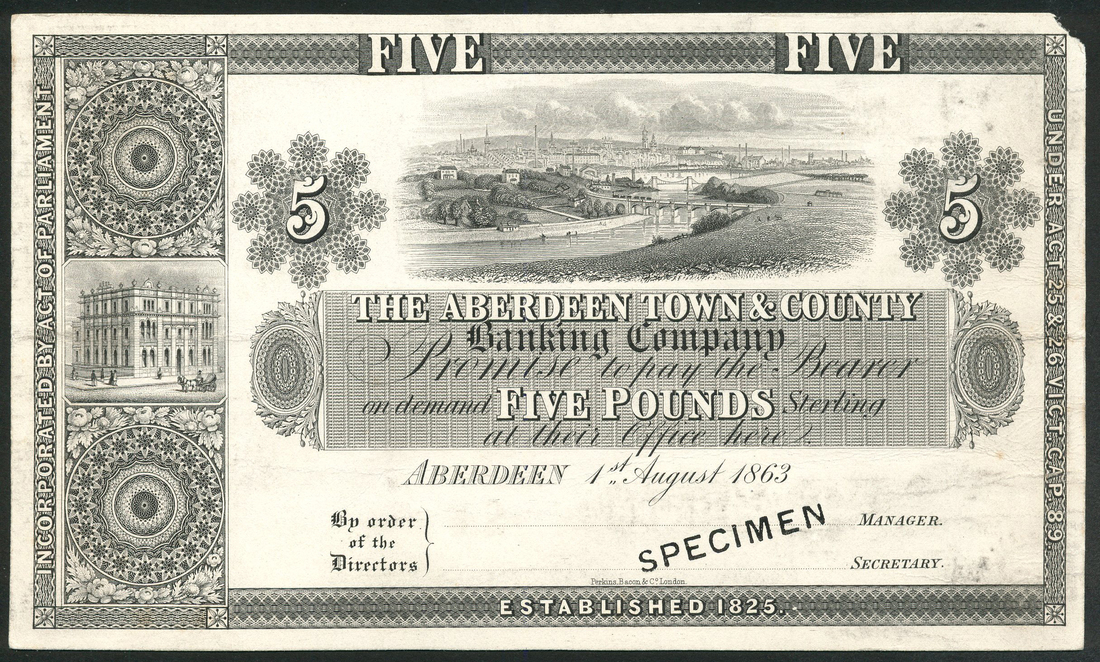 FIVE FIVE
INCORPORATED BY ACT OF PARLIAMENT
UNDER ACT 25 & 26 VICT. CAP. 89
5 5
THE ABERDEEN TOWN & COUNTY
Banking Company
Promise to pay the Bearer
on demand FIVE POUNDS Sterling
at their Office here.
ABERDEEN 1st August 1863
By order
of the
Directors
MANAGER.
SPECIMEN
SECRETARY.
Perkins, Bacon & Co. London.
ESTABLISHED 1825.